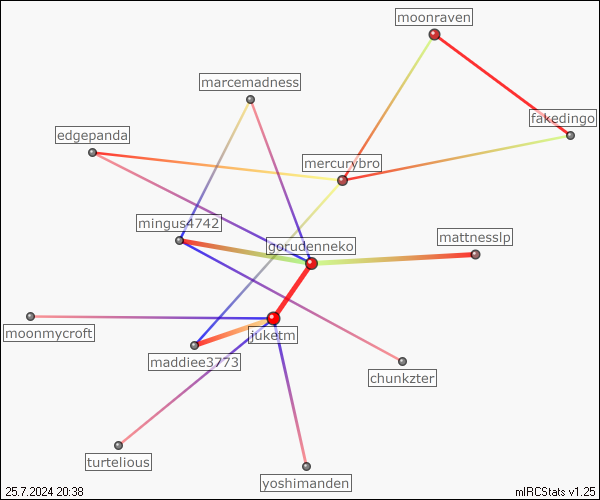 moonraven
marcemadness
fakedingo
edgepanda
mercurybro
mingus4742
mattnesslp
gorudenneko
moonmycroft
juketm
maddiee3773
chunkzter
turtelious
yoshimanden
25.7.2024 20:38
mIRCStats v1.25